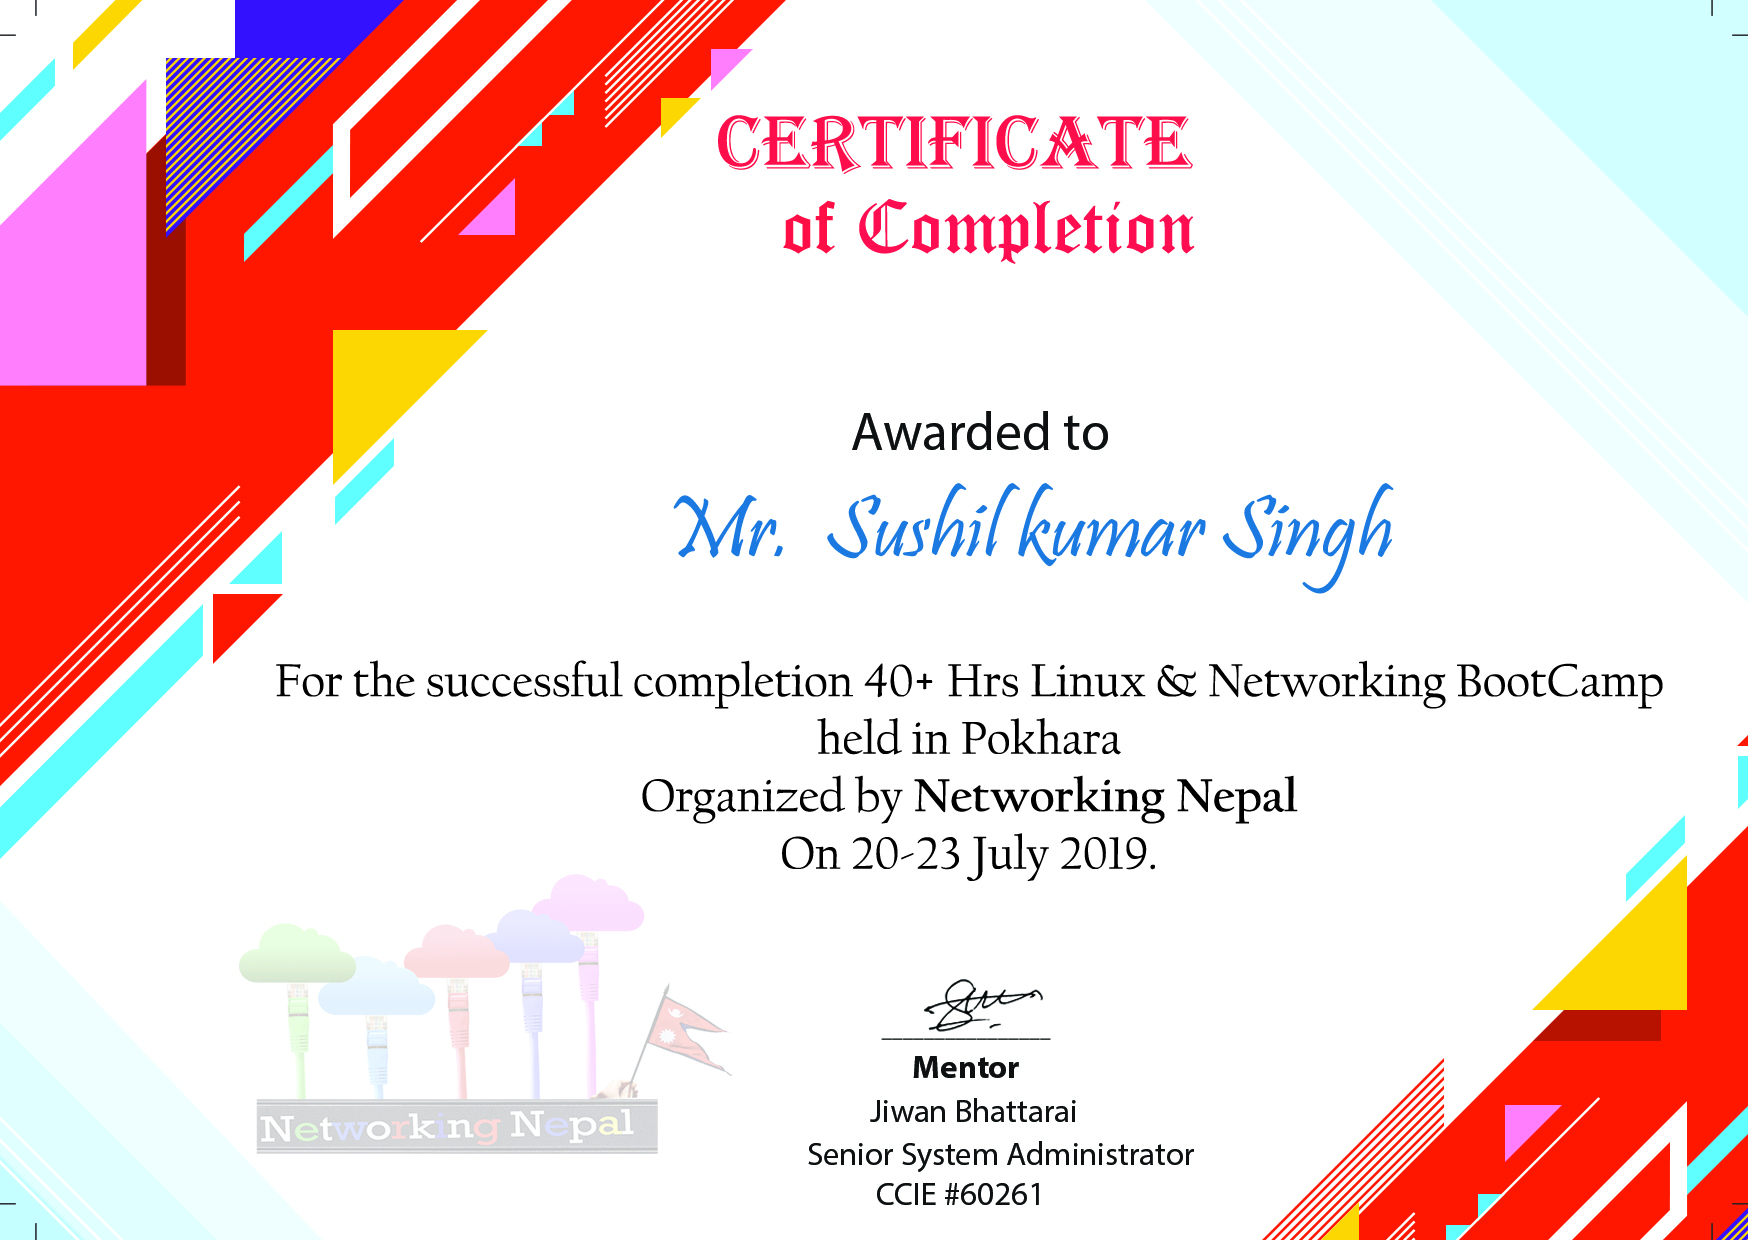 CERTIFICATE
of Completion
Awarded to
Mr. Sushil kumar Singh
For the successful completion 40+ Hrs Linux & Networking BootCamp
held in Pokhara
Organized by Networking Nepal
On 20-23 July 2019.
Networking Nepal
Mentor
Jiwan Bhattarai
Senior System Administrator
CCIE #60261